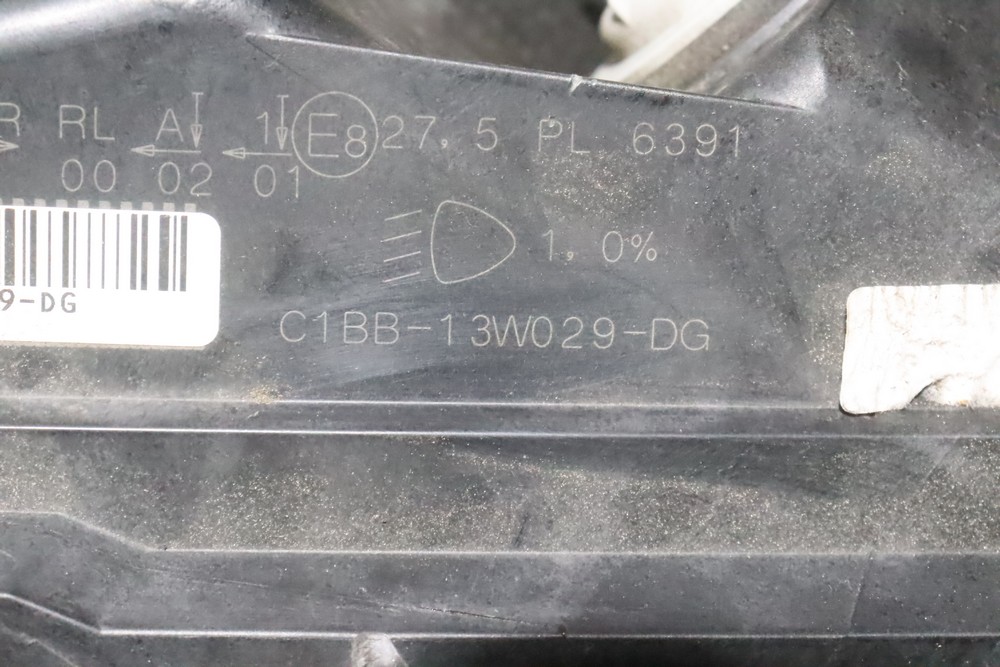 R RL A 1 E8 27,5 PL 6391
00 02 01
9-DG
1,0%
C1BB-13W029-DG